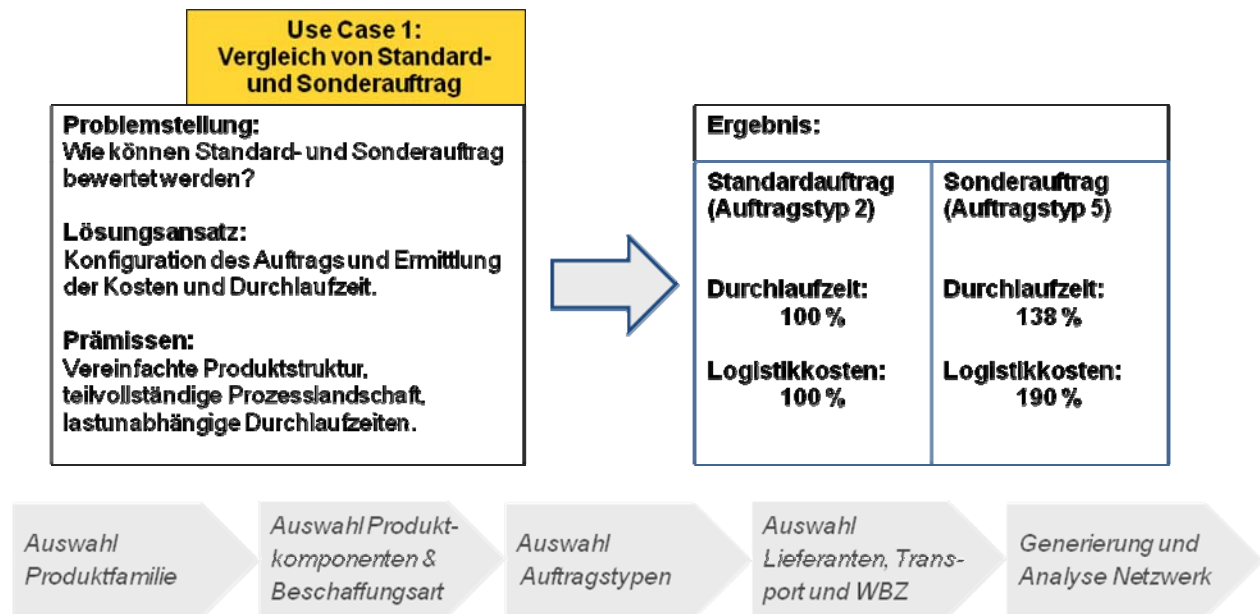 Use Case 1:
Vergleich von Standard-
und Sonderauftrag
Problemstellung:
Wie können Standard- und Sonderauftrag
bewertet werden?
Lösungsansatz:
Konfiguration des Auftrags und Ermittlung
der Kosten und Durchlaufzeit.
Prämissen:
Vereinfachte Produktstruktur,
teilvollständige Prozesslandschaft,
lastunabhängige Durchlaufzeiten.
Ergebnis:
Standardauftrag
(Auftragstyp 2)
Durchlaufzeit:
100 %
Logistikkosten:
100 %
Sonderauftrag
(Auftragstyp 5)
Durchlaufzeit:
138 %
Logistikkosten:
190 %
Auswahl
Produktfamilie
Auswahl Produkt-
komponenten &
Beschaffungsart
Auswahl
Auftragstypen
Auswahl
Lieferanten, Trans-
port und WBZ
Generierung und
Analyse Netzwerk